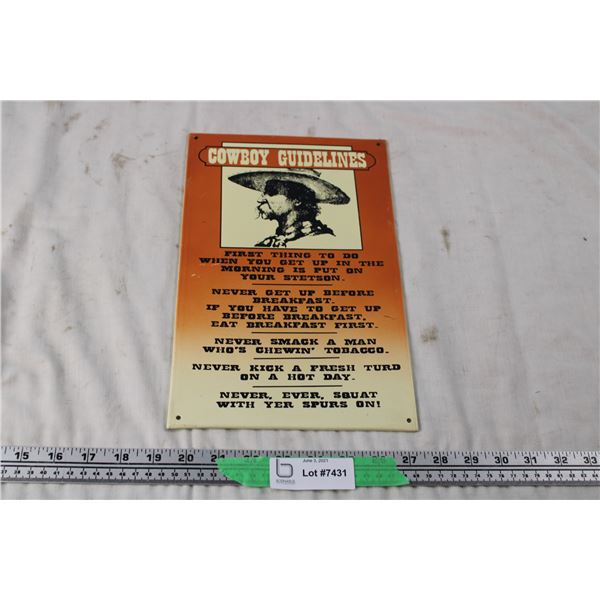 COWBOY GUIDELINES
FIRST THING TO DO
WHEN YOU GET UP IN THE
MORNING IS PUT ON
YOUR STETSON.
NEVER GET UP BEFORE
BREAKFAST.
IF YOU HAVE TO GET UP
BEFORE BREAKFAST,
EAT BREAKFAST FIRST.
NEVER SMACK A MAN
WHO'S CHEWIN' TOBACCO.
NEVER KICK A FRESH TURD
ON A HOT DAY.
NEVER, EVER, SQUAT
WITH YER SPURS ON!
15 16 17 18 19 20 21 27 28 29 30 31 32 33
June 5, 2021
Lot #7431